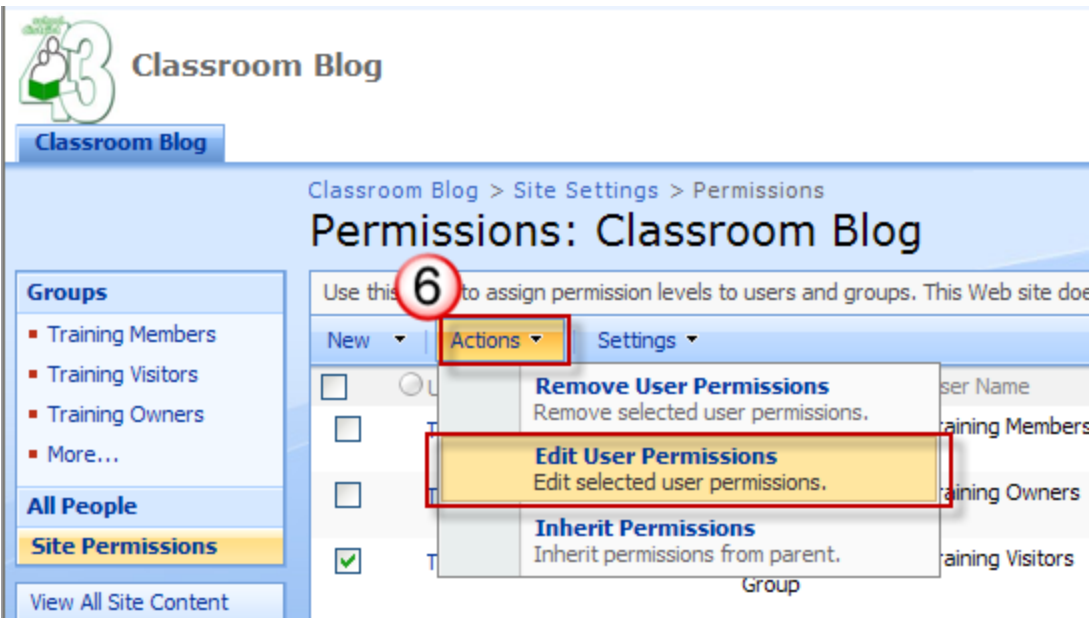 school
district
43
Classroom Blog
Classroom Blog
Classroom Blog > Site Settings > Permissions
Permissions: Classroom Blog
Groups
Training Members
Training Visitors
Training Owners
More...
All People
Site Permissions
View All Site Content
6
Use this to assign permission levels to users and groups. This Web site doe
New Actions Settings
U ser Name
Remove User Permissions
Remove selected user permissions.
T raining Members
Edit User Permissions
Edit selected user permissions.
T raining Owners
Inherit Permissions
Inherit permissions from parent.
T raining Visitors
Group